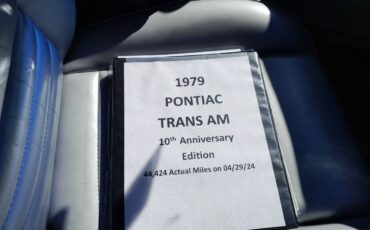 1979
PONTIAC
TRANS AM
10th Anniversary
Edition
44,424 Actual Miles on 04/29/24